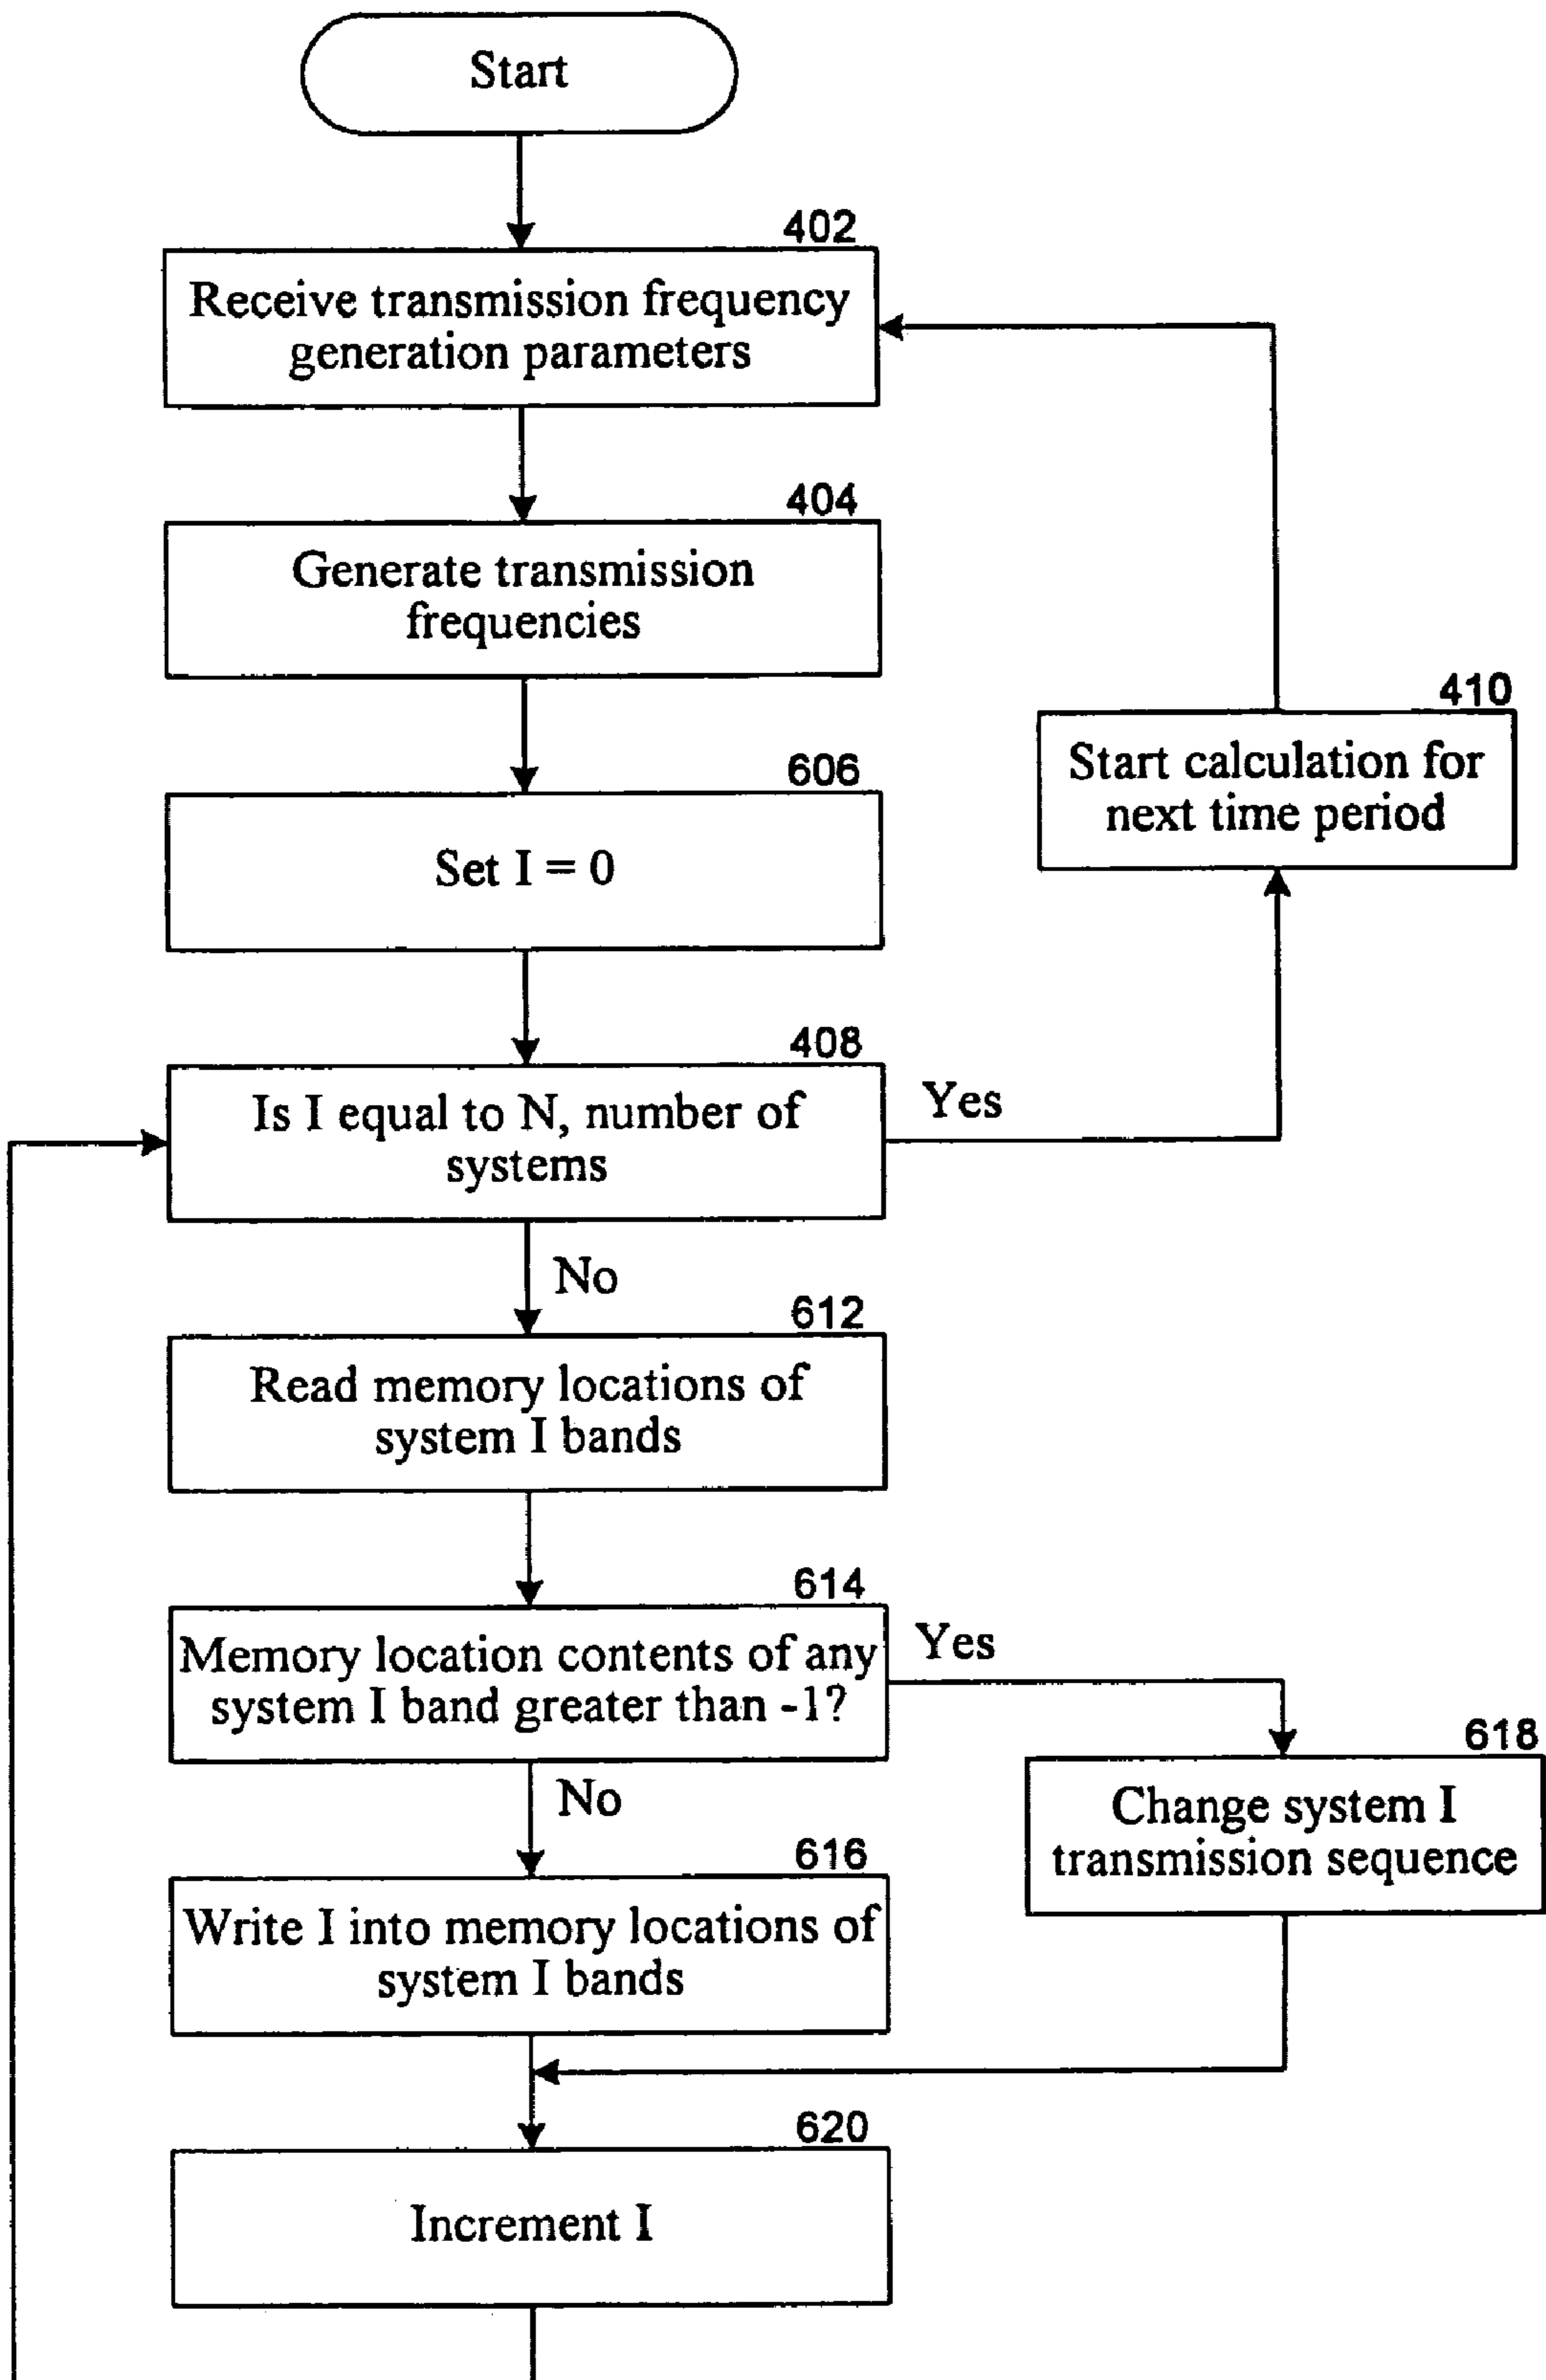 Start
402
Receive transmission frequency
generation parameters
404
Generate transmission
frequencies
410
Start calculation for
next time period
606
Set I = 0
408
Is I equal to N, number of
systems
Yes
No
612
Read memory locations of
system I bands
614
Memory location contents of any
system I band greater than -1?
Yes
No
618
Change system I
transmission sequence
616
Write I into memory locations of
system I bands
620
Increment I